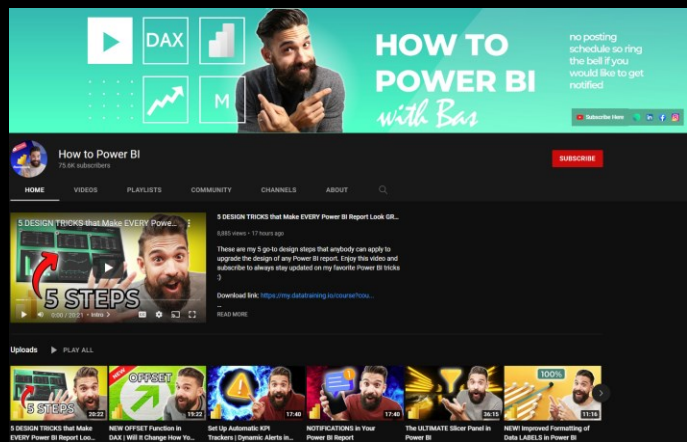 DAX
M
HOW TO
POWER BI
with Bas
no posting
schedule so ring
the bell if you
would like to get
notified
Subscribe Here
How to Power BI
75.6K subscribers
SUBSCRIBE
HOME VIDEOS PLAYLISTS COMMUNITY CHANNELS ABOUT
5 DESIGN TRICKS that Make EVERY Powe...
5 STEPS
0:00 / 20:21 • Intro >
5 DESIGN TRICKS that Make EVERY Power BI Report Look GR...
8,885 views • 17 hours ago
These are my 5 go-to design steps that anybody can apply to
upgrade the design of any Power BI report. Enjoy this video and
subscribe to always stay updated on my favorite Power BI tricks
:)
Download link: https://my.datatraining.io/course?cou...
READ MORE
Uploads PLAY ALL
5 STEPS
20:22
NEW
OFFSET
19:22
17:40
17:40
36:15
100%
11:16
5 DESIGN TRICKS that Make
EVERY Power BI Report Loo...
NEW OFFSET Function in
DAX | Will It Change How Yo...
Set Up Automatic KPI
Trackers | Dynamic Alerts in...
NOTIFICATIONS in Your
Power BI Report
The ULTIMATE Slicer Panel in
Power BI
NEW! Improved Formatting of
Data LABELS in Power BI